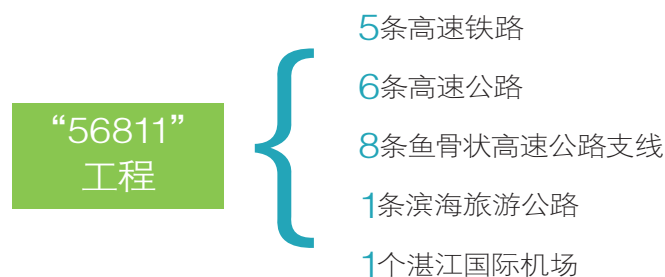 “56811”
工程
5条高速铁路
6条高速公路
8条鱼骨状高速公路支线
1条滨海旅游公路
1个湛江国际机场